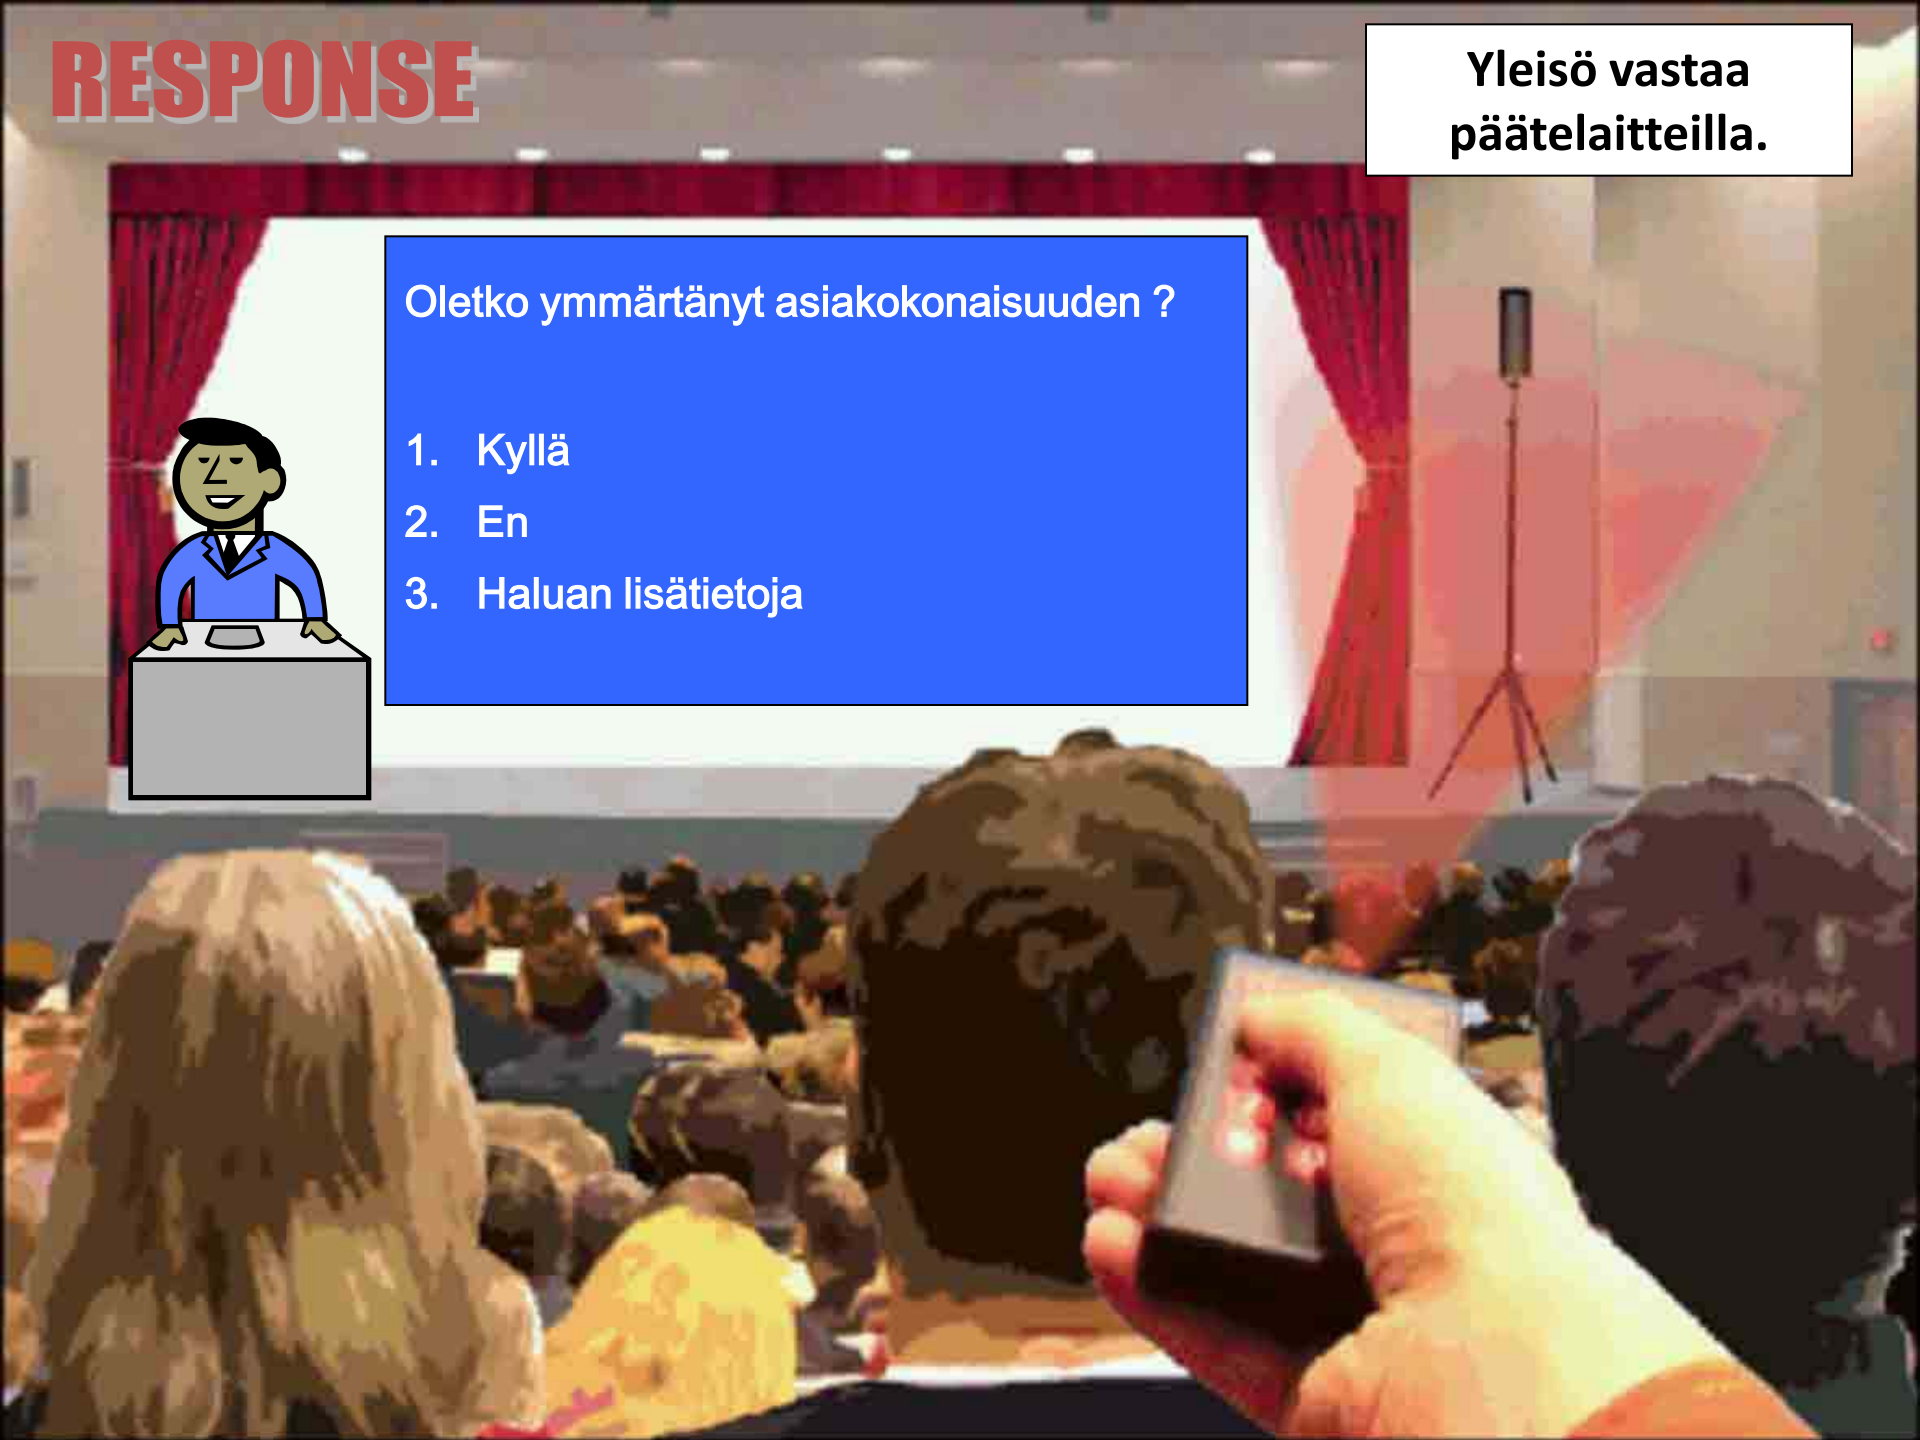 RESPONSE
Yleisö vastaa
päätelaitteilla.
Oletko ymmärtänyt asiakokonaisuuden ?
1. Kyllä
2. En
3. Haluan lisätietoja